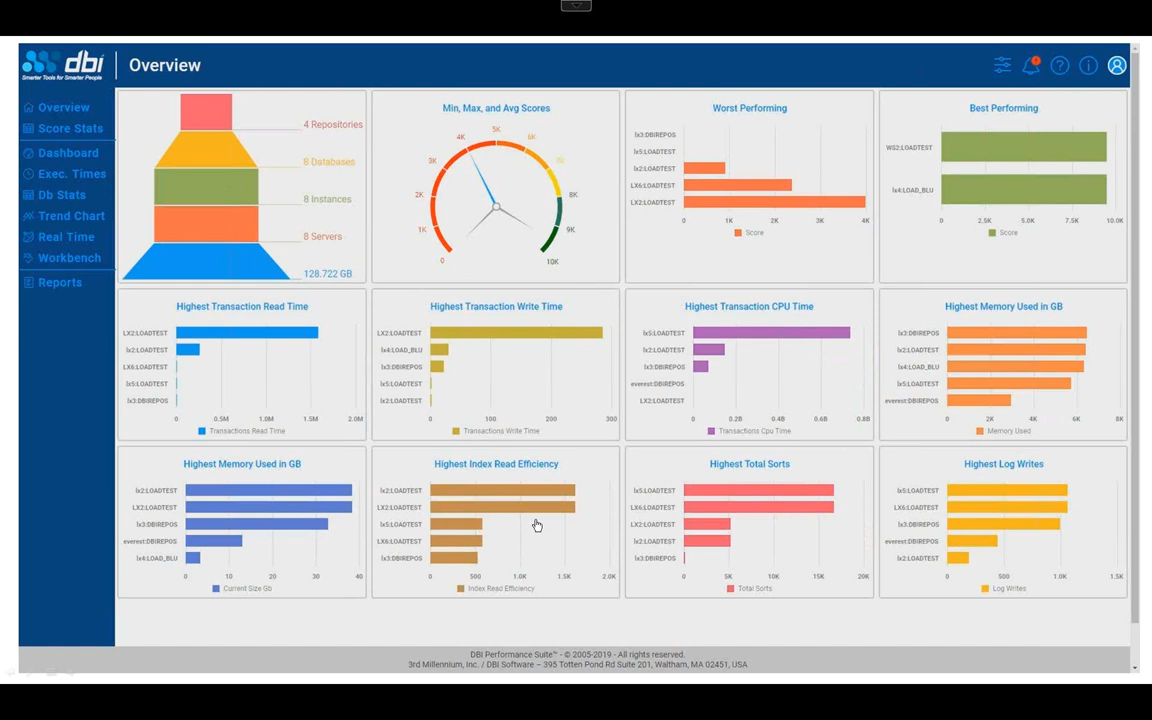 dbi
Smarter Tools for Smarter People
Overview
Overview
Score Stats
Dashboard
Exec. Times
Db Stats
Trend Chart
Real Time
Workbench
Reports
4 Repositories
8 Databases
8 Instances
8 Servers
128.722 GB
Min, Max, and Avg Scores
0
1K
2K
3K
4K
5K
6K
8K
9K
10K
Worst Performing
lx3:DBIREPOS
lx5:LOADTEST
lx2:LOADTEST
LX6:LOADTEST
LX2:LOADTEST
0 1K 2K 3K 4K
Score
Best Performing
WS2:LOADTEST
lx4:LOAD_BLU
0 2.5K 5.0K 7.5K 10.0K
Score
Highest Transaction Read Time
LX2:LOADTEST
lx2:LOADTEST
LX6:LOADTEST
lx5:LOADTEST
lx3:DBIREPOS
0 0.5M 1.0M 1.5M 2.0M
Transactions Read Time
Highest Transaction Write Time
LX2:LOADTEST
lx4:LOAD_BLU
lx3:DBIREPOS
lx5:LOADTEST
lx2:LOADTEST
0 100 200 300
Transactions Write Time
Highest Transaction CPU Time
lx5:LOADTEST
lx2:LOADTEST
lx3:DBIREPOS
everest:DBIREPOS
LX2:LOADTEST
0 0.2B 0.4B 0.6B 0.8B
Transactions Cpu Time
Highest Memory Used in GB
lx3:DBIREPOS
lx2:LOADTEST
lx4:LOAD_BLU
lx5:LOADTEST
everest:DBIREPOS
0 2K 4K 6K 8K
Memory Used
Highest Memory Used in GB
lx2:LOADTEST
LX2:LOADTEST
lx3:DBIREPOS
everest:DBIREPOS
lx4:LOAD_BLU
0 10 20 30 40
Current Size Gb
Highest Index Read Efficiency
lx2:LOADTEST
LX2:LOADTEST
lx5:LOADTEST
LX6:LOADTEST
lx3:DBIREPOS
0 500 1.0K 1.5K 2.0K
Index Read Efficiency
Highest Total Sorts
lx5:LOADTEST
LX6:LOADTEST
LX2:LOADTEST
lx2:LOADTEST
lx3:DBIREPOS
0 5K 10K 15K 20K
Total Sorts
Highest Log Writes
lx5:LOADTEST
LX6:LOADTEST
lx3:DBIREPOS
everest:DBIREPOS
lx2:LOADTEST
0 500 1.0K 1.5K
Log Writes
DBI Performance Suite™ - © 2005-2019 - All rights reserved.
3rd Millennium, Inc. / DBI Software – 395 Totten Pond Rd Suite 201, Waltham, MA 02451, USA